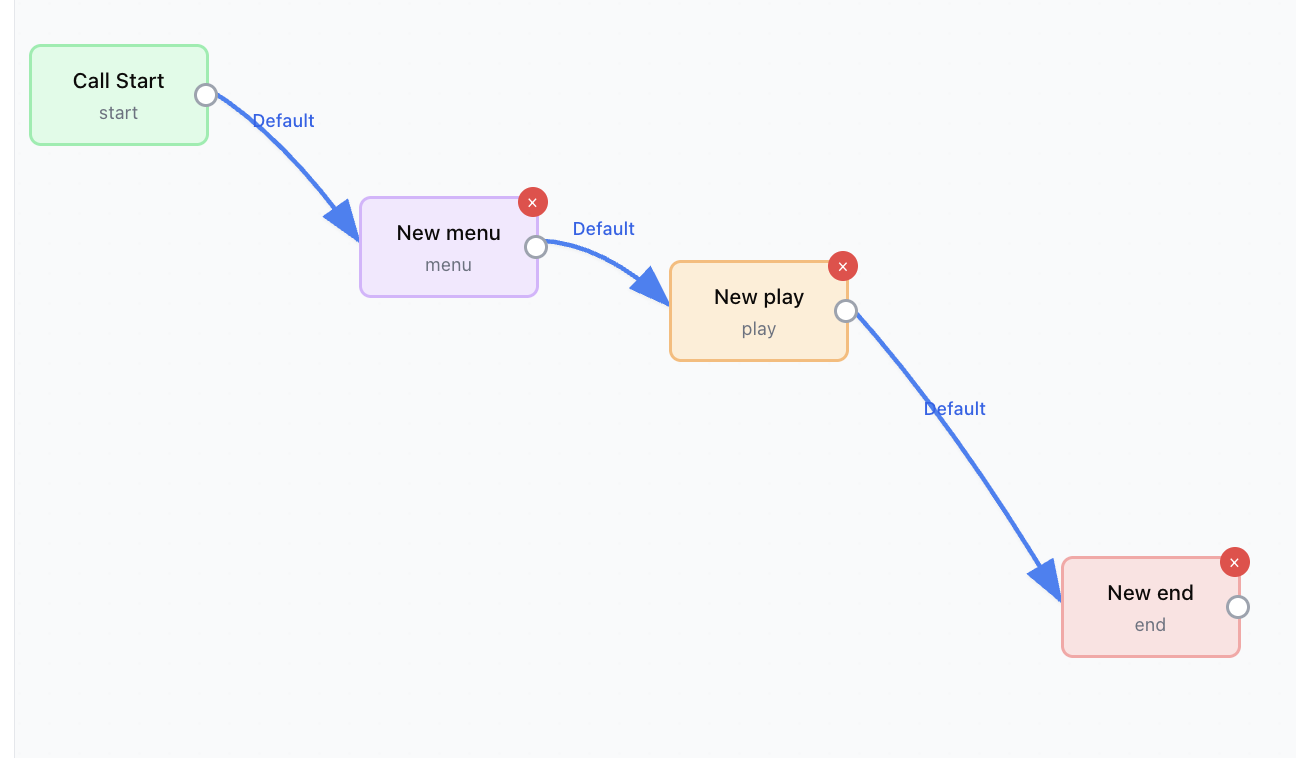 Call Start
start
Default
New menu
menu
Default
New play
play
Default
New end
end